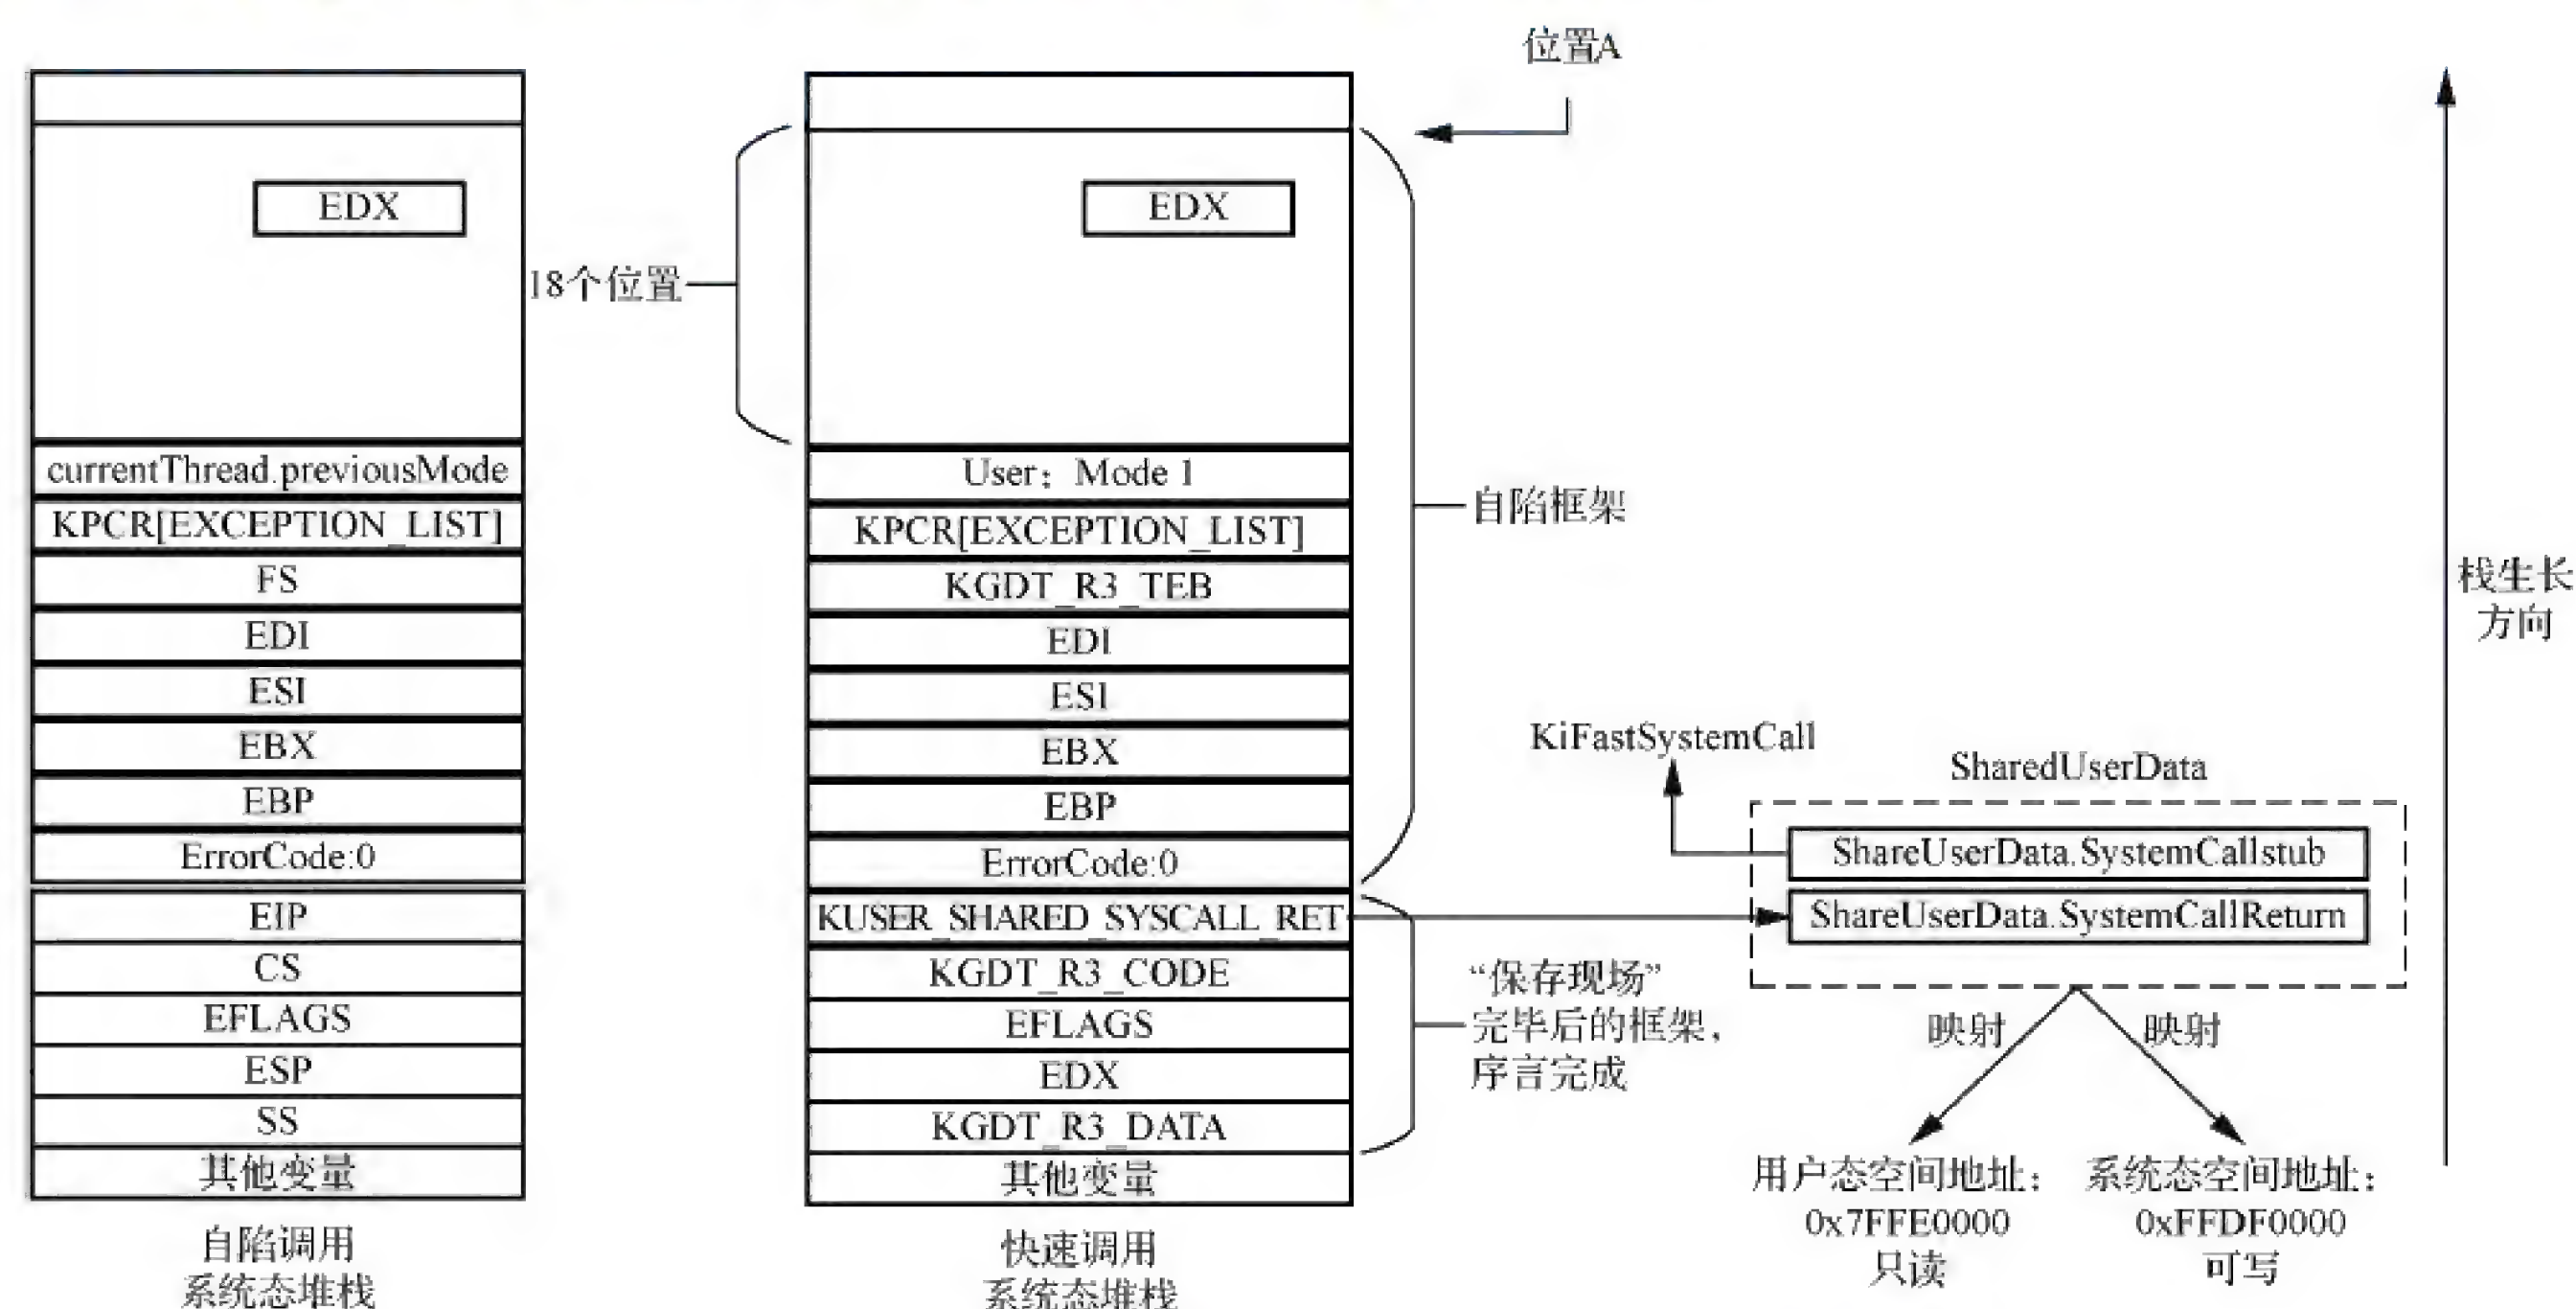 位置A
EDX
18个位置
currentThread.previousMode
KPCR[EXCEPTION_LIST]
FS
EDI
ESI
EBX
EBP
ErrorCode:0
EIP
CS
EFLAGS
ESP
SS
其他变量
自陷调用
系统态堆栈
EDX
User：Mode 1
KPCR[EXCEPTION_LIST]
KGDT_R3_TEB
EDI
ESI
EBX
EBP
ErrorCode:0
KUSER_SHARED_SYSCALL_RET
KGDT_R3_CODE
EFLAGS
EDX
KGDT_R3_DATA
其他变量
快速调用
系统态堆栈
自陷框架
“保存现场”
完毕后的框架，
序言完成
KiFastSystemCall
SharedUserData
ShareUserData.SystemCallstub
ShareUserData.SystemCallReturn
映射
映射
用户态空间地址：
0x7FFE0000
只读
系统态空间地址：
0xFFDF0000
可写
栈生长
方向